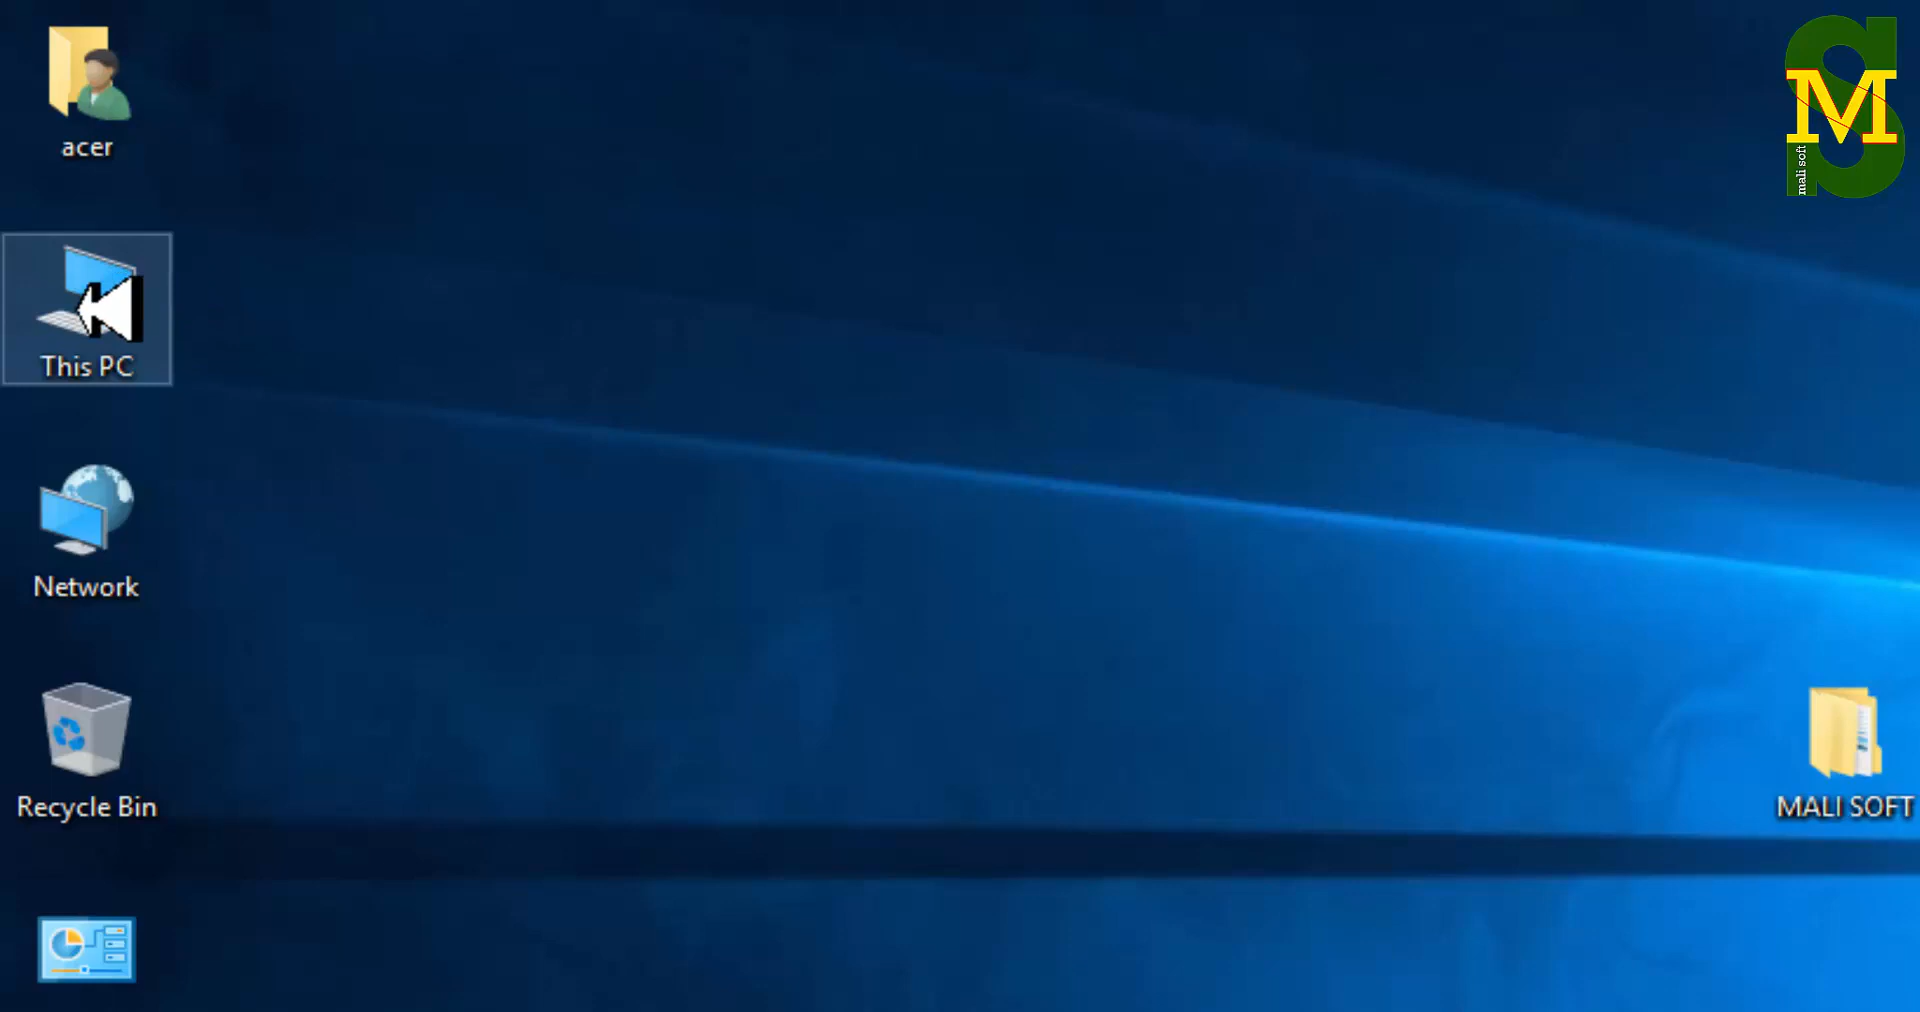 acer
This PC
Network
Recycle Bin
MALI SOFT
S
M
mali soft